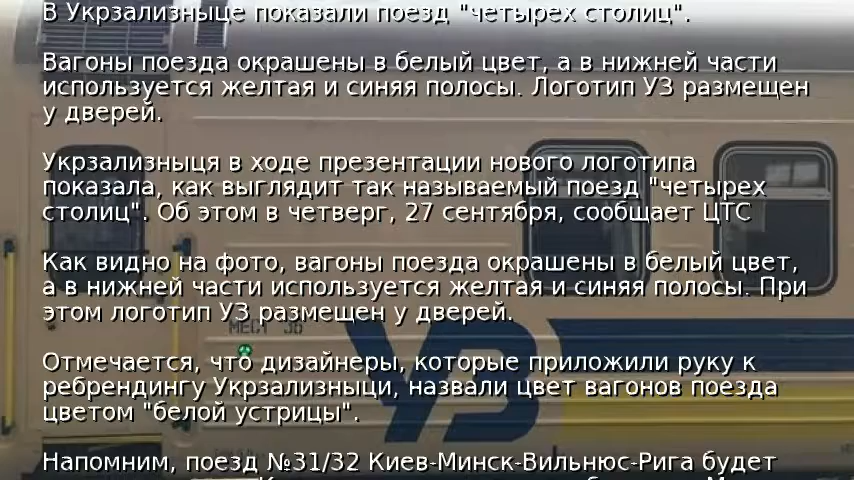 В Укрзализныце показали поезд "четырех столиц".
Вагоны поезда окрашены в белый цвет, а в нижней части
используется желтая и синяя полосы. Логотип УЗ размещен
у дверей.
Укрзализныця в ходе презентации нового логотипа
показала, как выглядит так называемый поезд "четырех
столиц". Об этом в четверг, 27 сентября, сообщает ЦТС
Как видно на фото, вагоны поезда окрашены в белый цвет,
а в нижней части используется желтая и синяя полосы. При
этом логотип УЗ размещен у дверей.
МЕСТ 36
УЗ
Отмечается, что дизайнеры, которые приложили руку к
ребрендингу Укрзализныци, назвали цвет вагонов поезда
цветом "белой устрицы".
Напомним, поезд №31/32 Киев-Минск-Вильнюс-Рига будет